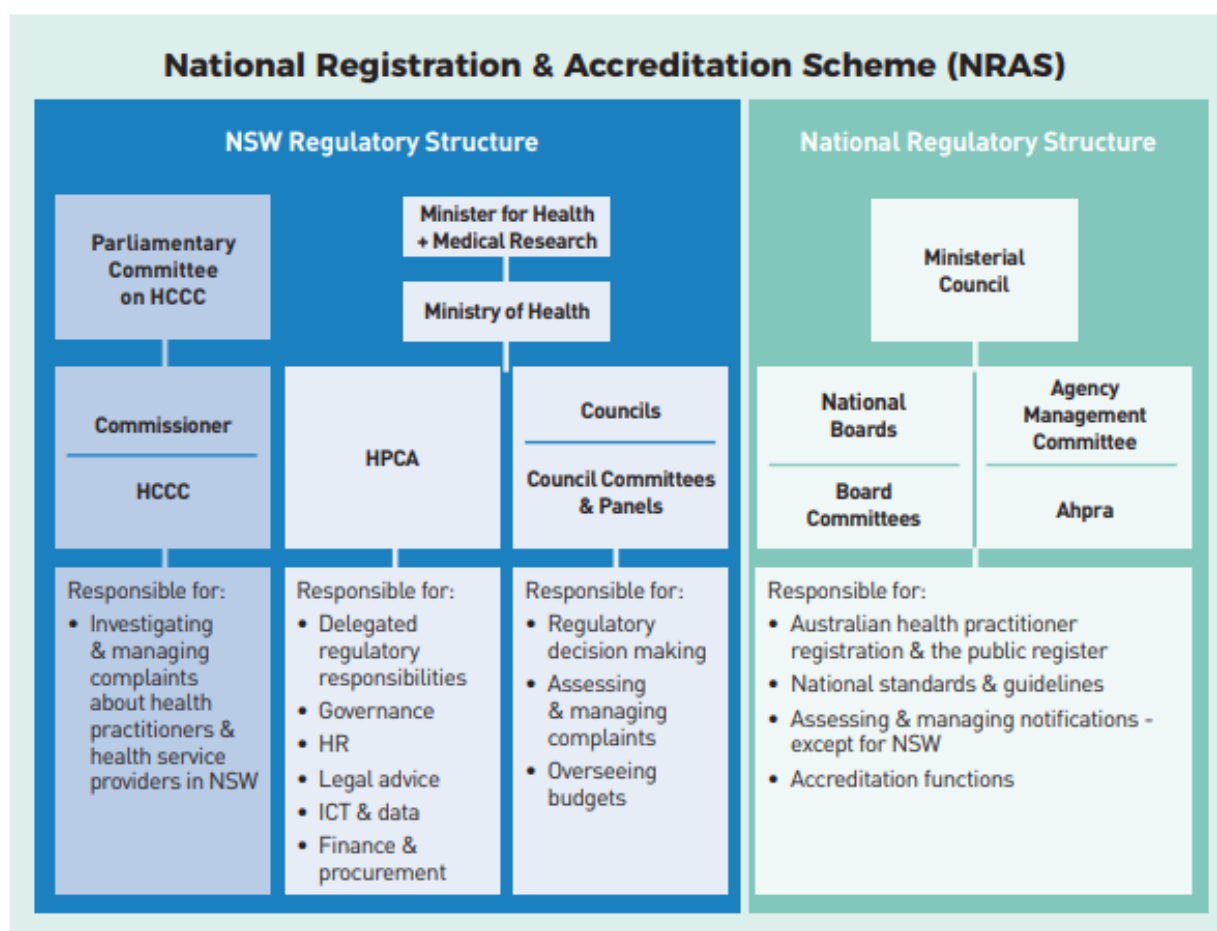 National Registration & Accreditation Scheme (NRAS)
NSW Regulatory Structure
Parliamentary
Committee
on HCCC
Minister for Health
+ Medical Research
Ministry of Health
Commissioner
HCCC
HPCA
Councils
Council Committees
& Panels
Responsible for:
• Investigating
& managing
complaints
about health
practitioners &
health service
providers in NSW
Responsible for:
• Delegated
regulatory
responsibilities
• Governance
• HR
• Legal advice
• ICT & data
• Finance &
procurement
Responsible for:
• Regulatory
decision making
• Assessing
& managing
complaints
• Overseeing
budgets
National Regulatory Structure
Ministerial
Council
National
Boards
Board
Committees
Agency
Management
Committee
Ahpra
Responsible for:
• Australian health practitioner
registration & the public register
• National standards & guidelines
• Assessing & managing notifications -
except for NSW
• Accreditation functions